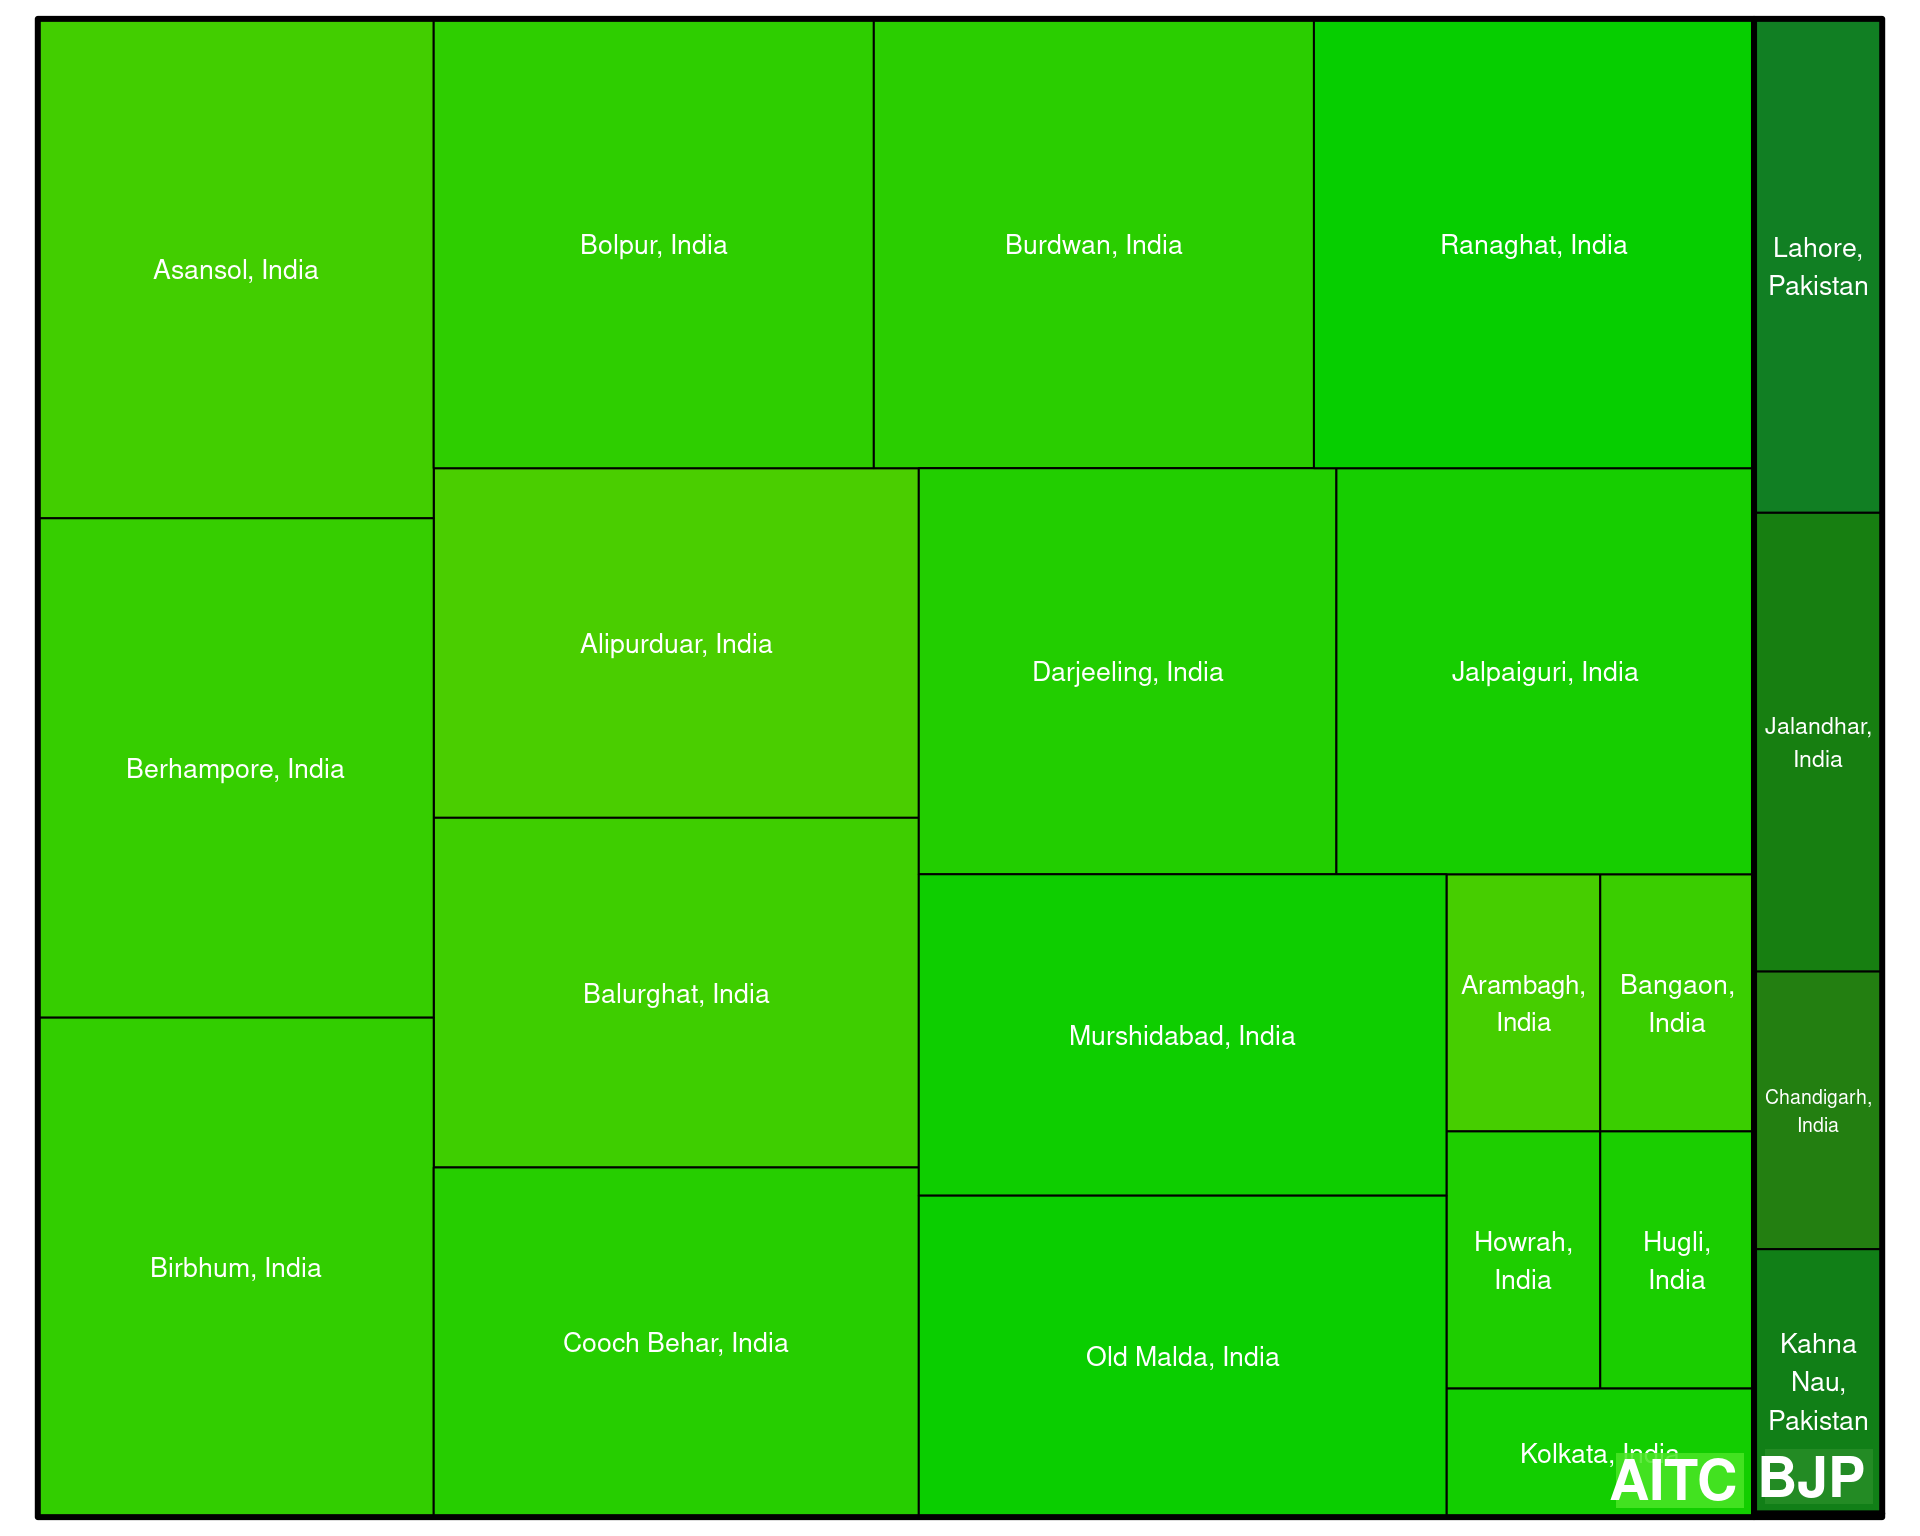 Asansol, India
Bolpur, India
Burdwan, India
Ranaghat, India
Lahore,
Pakistan
Alipurduar, India
Darjeeling, India
Jalpaiguri, India
Jalandhar,
India
Berhampore, India
Balurghat, India
Murshidabad, India
Arambagh,
India
Bangaon,
India
Chandigarh,
India
Birbhum, India
Cooch Behar, India
Old Malda, India
Howrah,
India
Hugli,
India
Kahna
Nau,
Pakistan
Kolkata, India
AITC
BJP